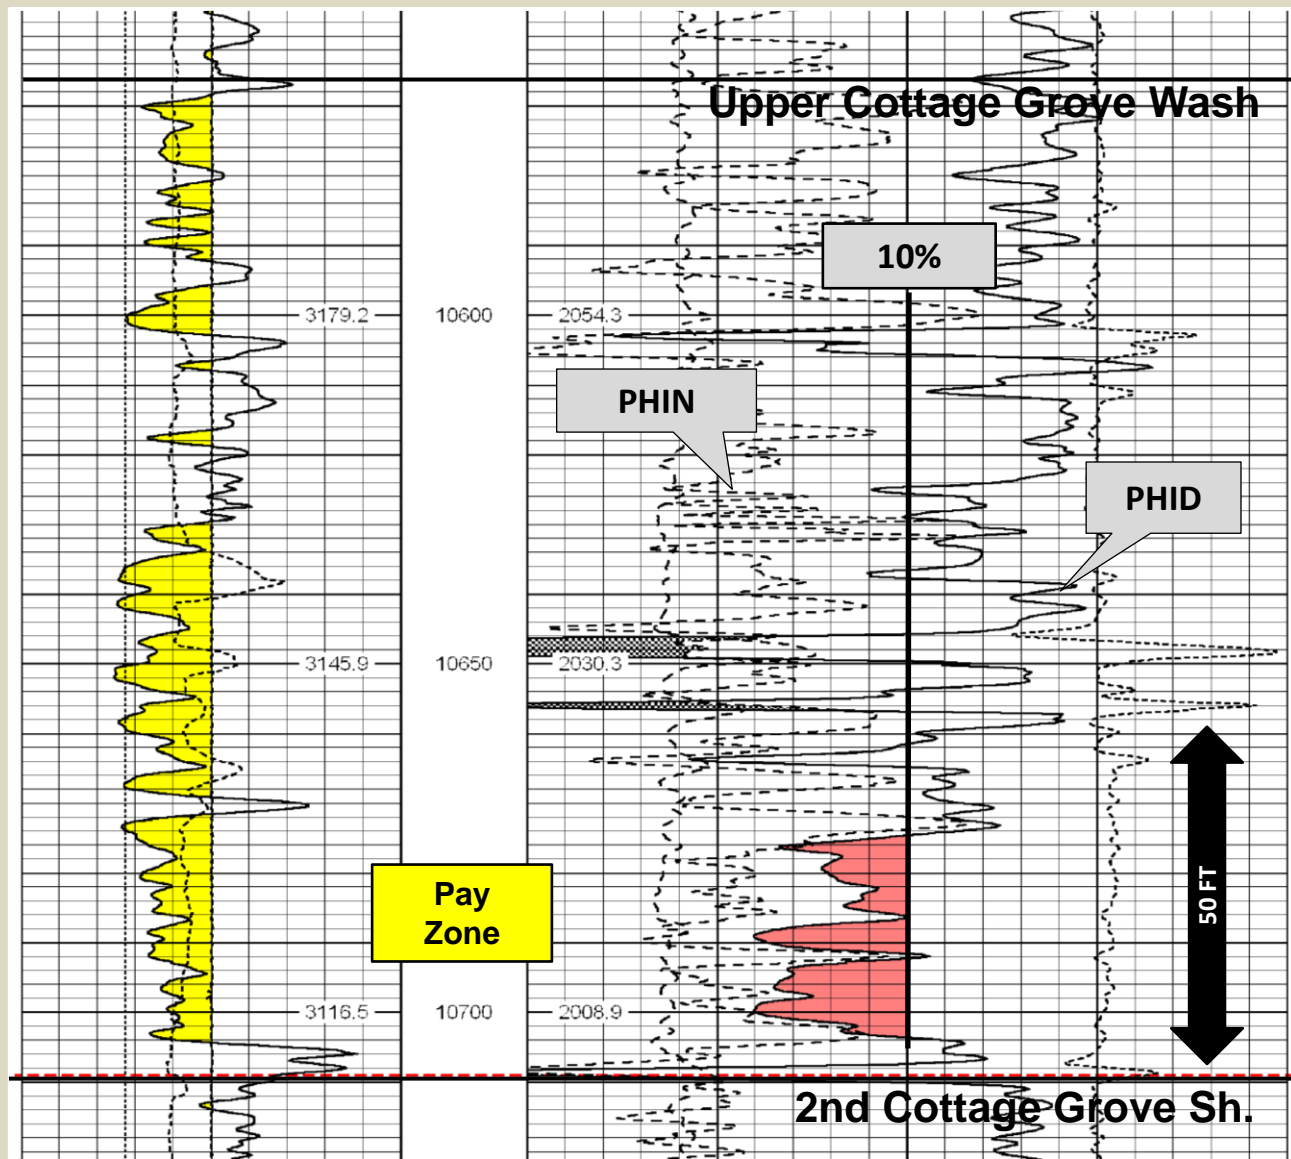 Upper Cottage Grove Wash
10%
3179.2 10600 2054.3
PHIN
PHID
3145.9 10650 2030.3
50 FT
Pay
Zone
3116.5 10700 2008.9
2nd Cottage Grove Sh.